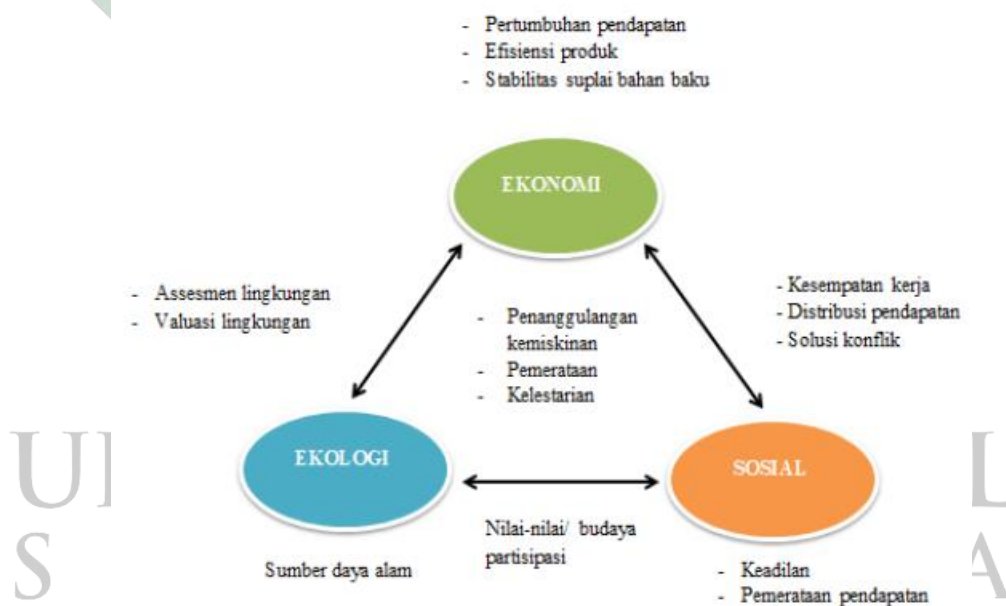 - Pertumbuhan pendapatan
- Efisiensi produk
- Stabilitas suplai bahan baku
EKONOMI
- Assesmen lingkungan
- Valuasi lingkungan
- Kesempatan kerja
- Distribusi pendapatan
- Solusi konflik
- Penanggulangan
kemiskinan
- Pemerataan
- Kelestarian
EKOLOGI
SOSIAL
Nilai-nilai/ budaya
partisipasi
Sumber daya alam
- Keadilan
- Pemerataan pendapatan